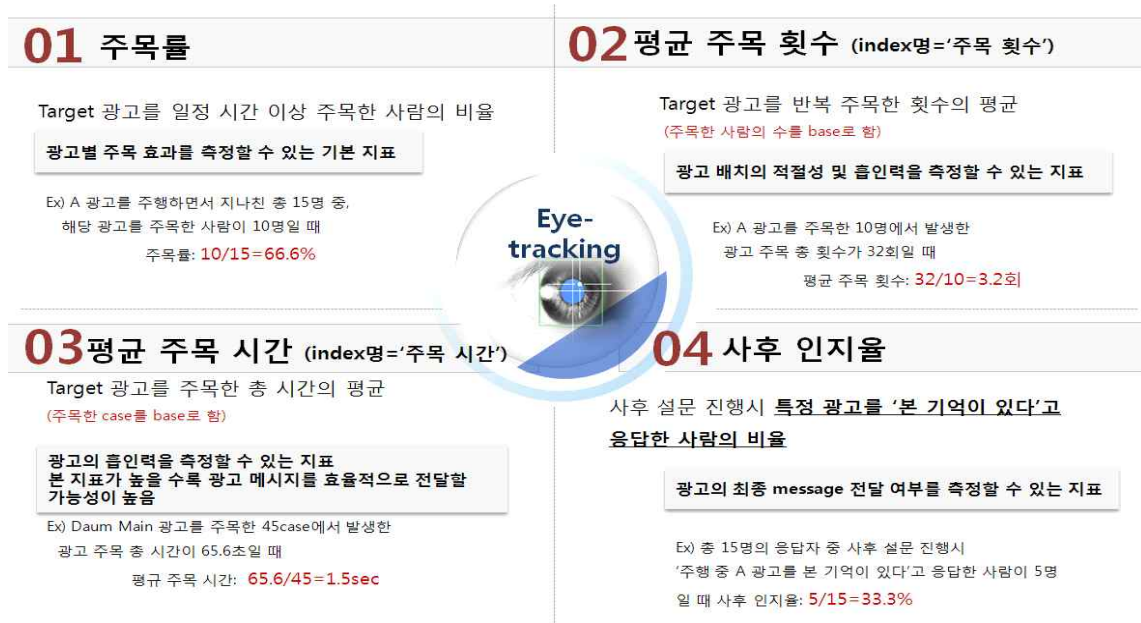 01 주목률
Target 광고를 일정 시간 이상 주목한 사람의 비율
광고별 주목 효과를 측정할 수 있는 기본 지표
Ex) A 광고를 주행하면서 지나친 총 15명 중,
해당 광고를 주목한 사람이 10명일 때
주목률: 10/15=66.6%
02 평균 주목 횟수 (index명=‘주목 횟수’)
Target 광고를 반복 주목한 횟수의 평균
(주목한 사람의 수를 base로 함)
광고 배치의 적절성 및 흡인력을 측정할 수 있는 지표
Ex) A 광고를 주목한 10명에서 발생한
광고 주목 총 횟수가 32회일 때
평균 주목 횟수: 32/10=3.2회
Eye-
tracking
03 평균 주목 시간 (index명=‘주목 시간’)
Target 광고를 주목한 총 시간의 평균
(주목한 case를 base로 함)
광고의 흡인력을 측정할 수 있는 지표
본 지표가 높을 수록 광고 메시지를 효율적으로 전달할
가능성이 높음
Ex) Daum Main 광고를 주목한 45case에서 발생한
광고 주목 총 시간이 65.6초일 때
평규 주목 시간: 65.6/45=1.5sec
04 사후 인지율
사후 설문 진행시 특정 광고를 ‘본 기억이 있다’고
응답한 사람의 비율
광고의 최종 message 전달 여부를 측정할 수 있는 지표
Ex) 총 15명의 응답자 중 사후 설문 진행시
‘주행 중 A 광고를 본 기억이 있다’고 응답한 사람이 5명
일 때 사후 인지율: 5/15=33.3%